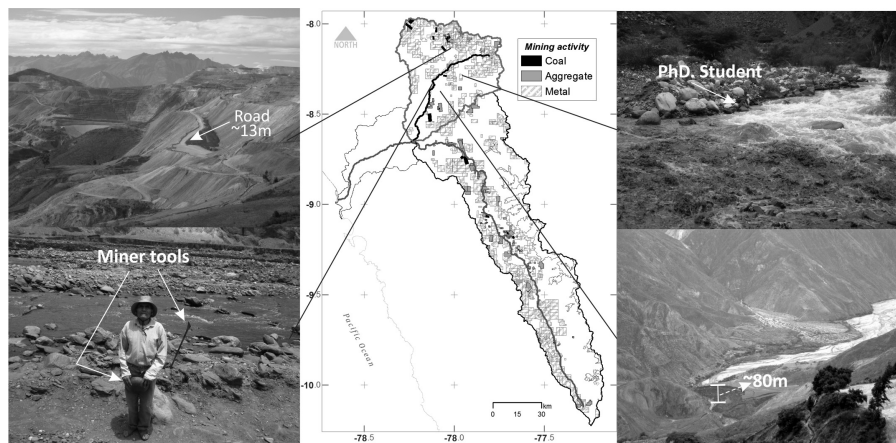 Road
~13m
Miner tools
NORTH
Mining activity
Coal
Aggregate
Metal
-8.0
-8.5
-9.0
-9.5
-10.0
Pacific Ocean
0 15 30
km
-78.5
-78.0
-77.5
PhD. Student
~80m